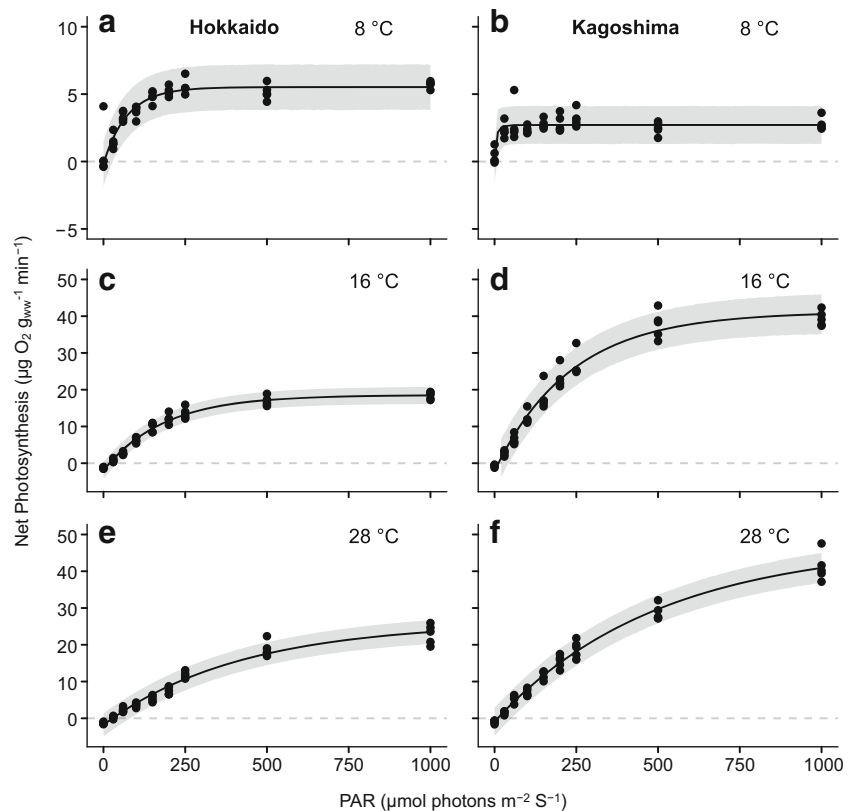 a Hokkaido 8 °C
b Kagoshima 8 °C
10
5
0
−5
c 16 °C
d 16 °C
50
40
30
20
10
0
e 28 °C
f 28 °C
50
40
30
20
10
0
0 250 500 750 1000
0 250 500 750 1000
Net Photosynthesis (µg O₂ gww⁻¹ min⁻¹)
PAR (µmol photons m⁻² S⁻¹)